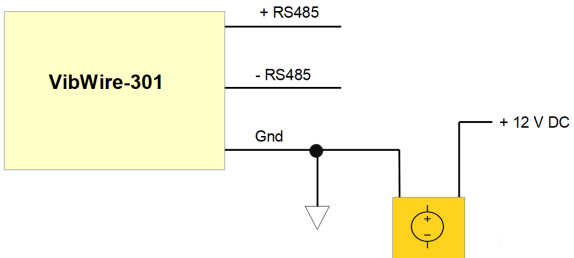 + RS485
VibWire-301
- RS485
Gnd
+ 12 V DC
+
−